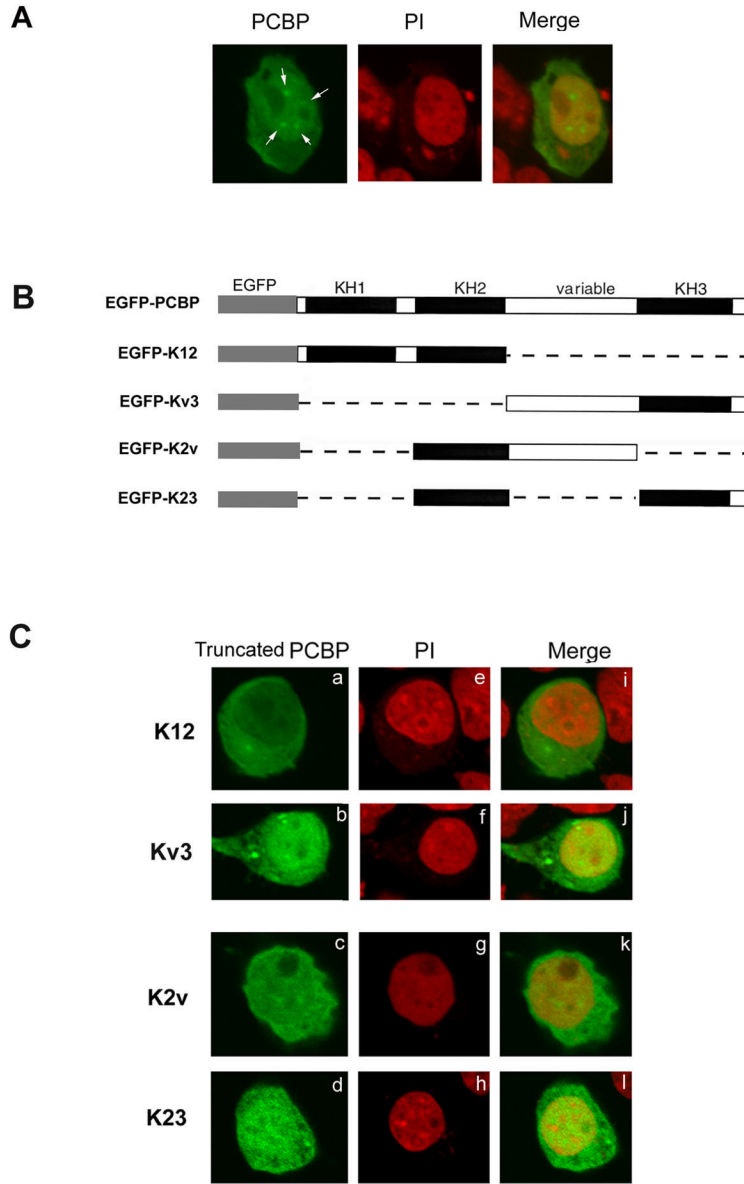 A
PCBP PI Merge
B
EGFP KH1 KH2 variable KH3
EGFP-PCBP
EGFP-K12
EGFP-Kv3
EGFP-K2v
EGFP-K23
C
Truncated PCBP PI Merge
K12 a e i
Kv3 b f j
K2v c g k
K23 d h l